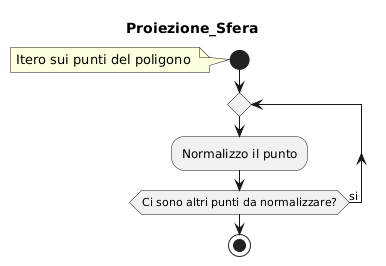 Proiezione_Sfera
Itero sui punti del poligono
Normalizzo il punto
Ci sono altri punti da normalizzare?
si